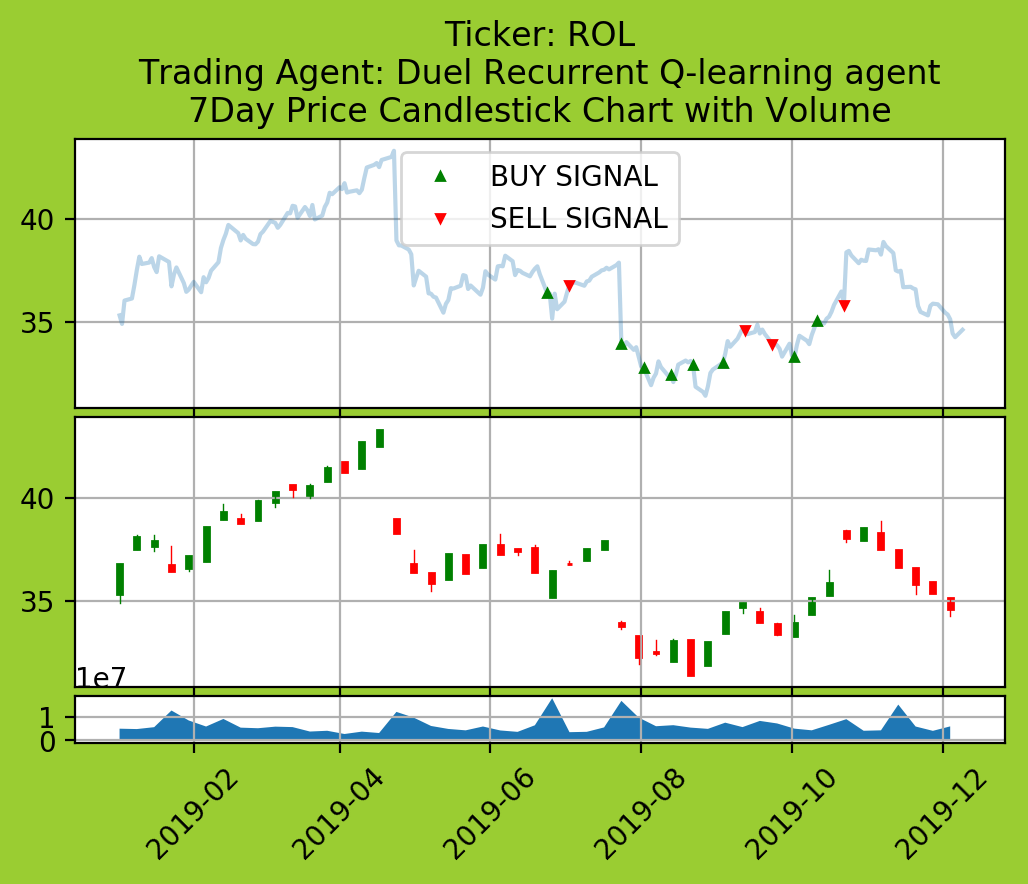 Ticker: ROL
Trading Agent: Duel Recurrent Q-learning agent
7Day Price Candlestick Chart with Volume
BUY SIGNAL
SELL SIGNAL
40
35
40
35
1e7
1
0
2019-02
2019-04
2019-06
2019-08
2019-10
2019-12